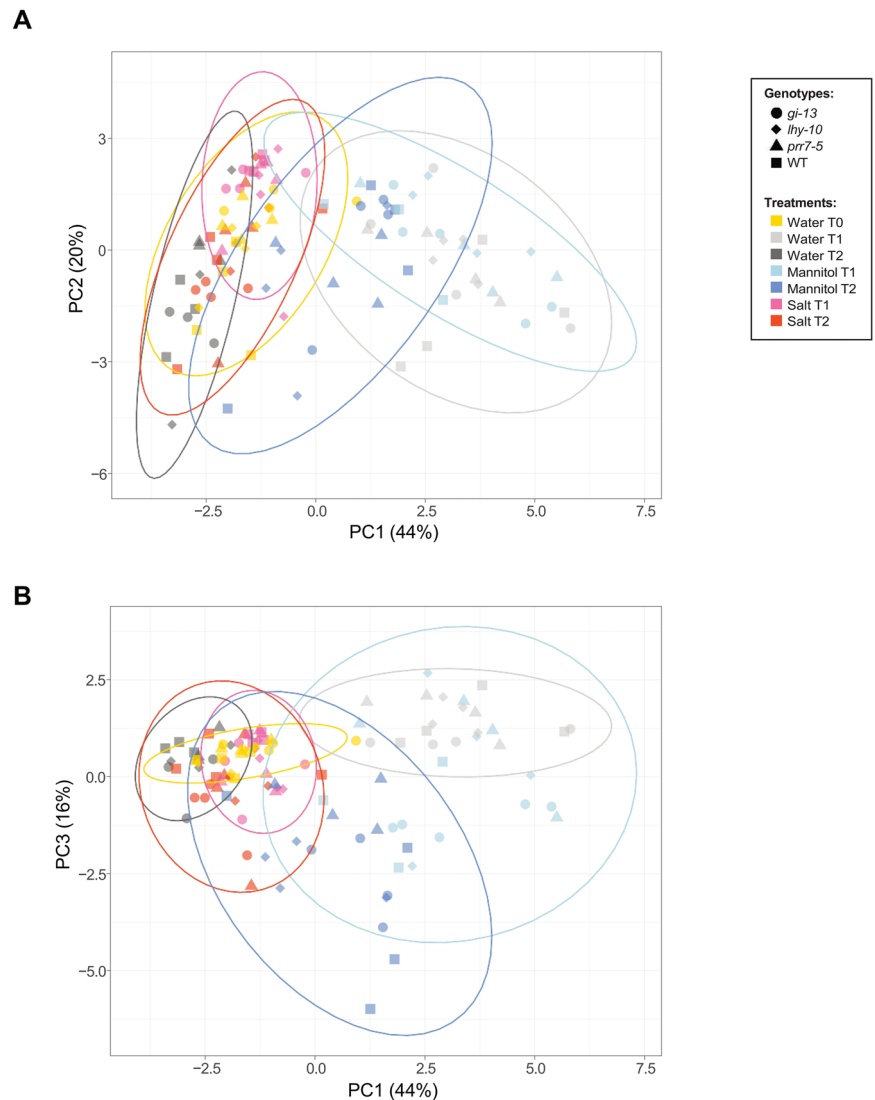 A
3
0
−3
−6
PC2 (20%)
−2.5 0.0 2.5 5.0 7.5
PC1 (44%)
Genotypes:
gi-13
lhy-10
prr7-5
WT
Treatments:
Water T0
Water T1
Water T2
Mannitol T1
Mannitol T2
Salt T1
Salt T2
B
2.5
0.0
−2.5
−5.0
PC3 (16%)
−2.5 0.0 2.5 5.0 7.5
PC1 (44%)